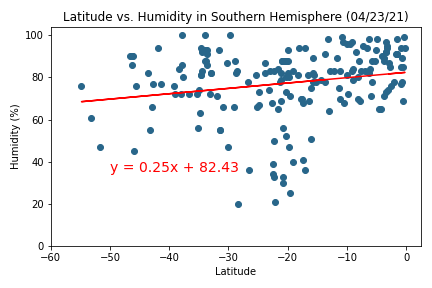 Latitude vs. Humidity in Southern Hemisphere (04/23/21)
100
80
60
40
20
0
Humidity (%)
y = 0.25x + 82.43
−60 −50 −40 −30 −20 −10 0
Latitude